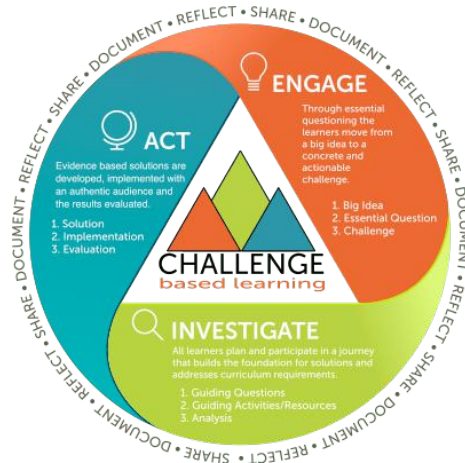 DOCUMENT • REFLECT • SHARE • DOCUMENT • REFLECT • SHARE • DOCUMENT • REFLECT • SHARE • DOCUMENT • REFLECT • SHARE • DOCUMENT • REFLECT • SHARE •
ENGAGE
Through essential
questioning the
learners move from
a big idea to a
concrete and
actionable
challenge.
1. Big Idea
2. Essential Question
3. Challenge
ACT
Evidence based solutions are
developed, implemented with
an authentic audience and
the results evaluated.
1. Solution
2. Implementation
3. Evaluation
CHALLENGE
based learning
INVESTIGATE
All learners plan and participate in a journey
that builds the foundation for solutions and
addresses curriculum requirements.
1. Guiding Questions
2. Guiding Activities/Resources
3. Analysis